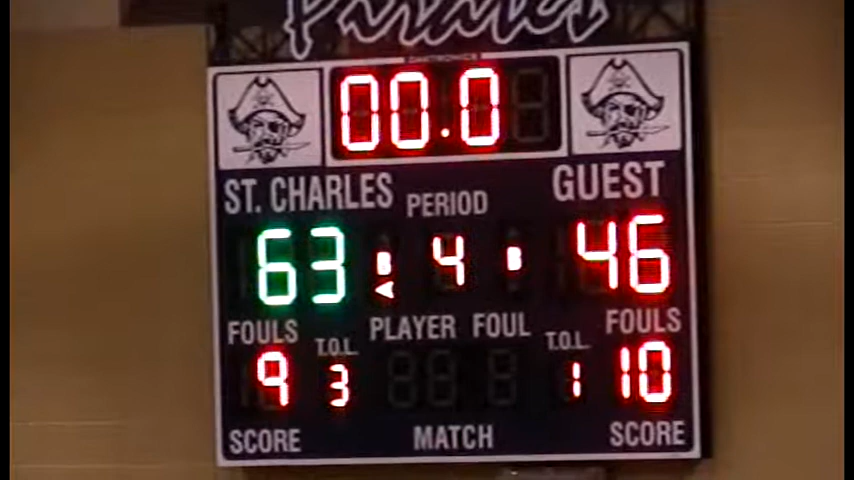 Pirates
00.0
ST. CHARLES PERIOD GUEST
63 B 4 B 46
FOULS T.O.L. PLAYER FOUL T.O.L. FOULS
9 3 1 10
SCORE MATCH SCORE